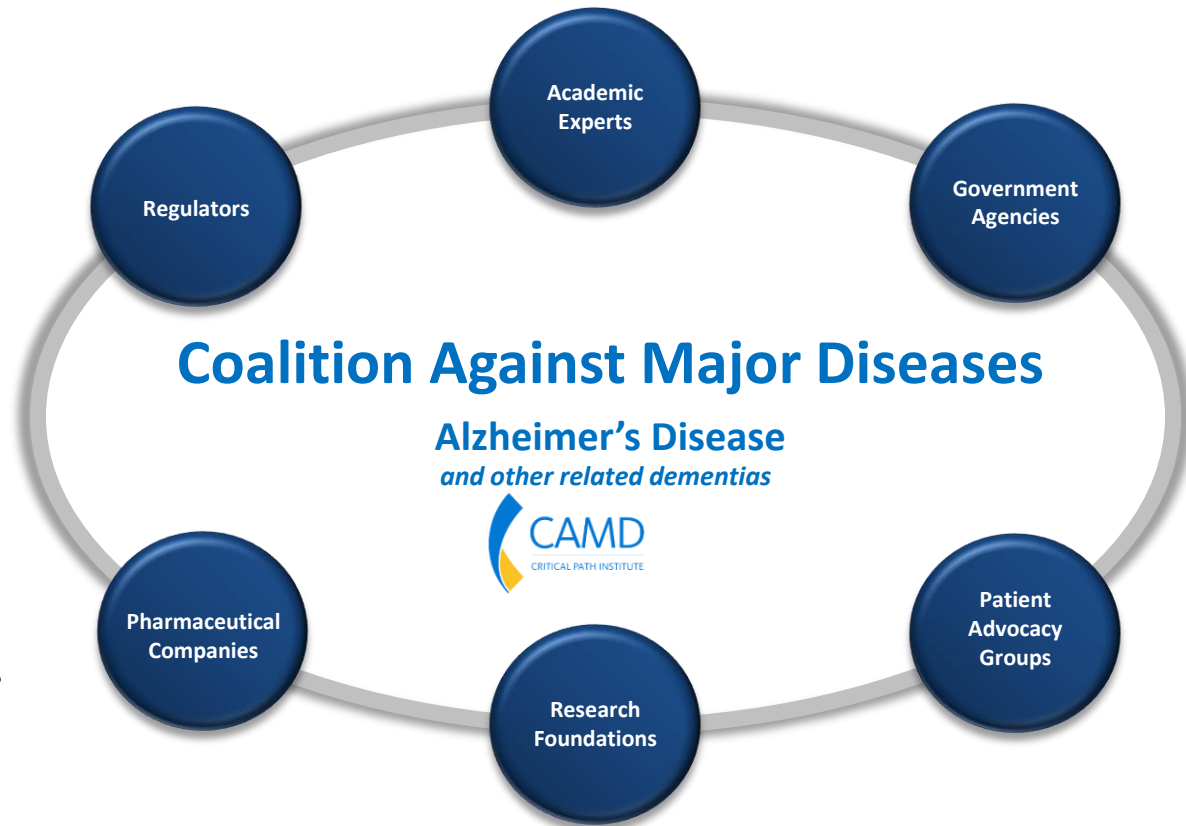 Academic
Experts
Regulators
Government
Agencies
Coalition Against Major Diseases
Alzheimer’s Disease
and other related dementias
CAMD
CRITICAL PATH INSTITUTE
Pharmaceutical
Companies
Patient
Advocacy
Groups
Research
Foundations